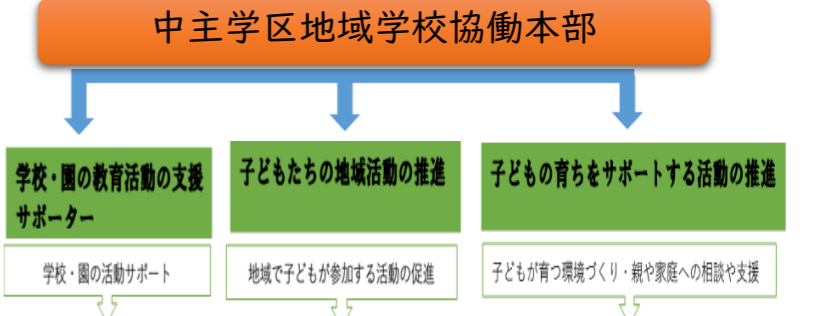 中主学区地域学校協働本部
学校・園の教育活動の支援
サポーター
子どもたちの地域活動の推進
子どもの育ちをサポートする活動の推進
学校・園の活動サポート
地域で子どもが参加する活動の促進
子どもが育つ環境づくり・親や家庭への相談や支援